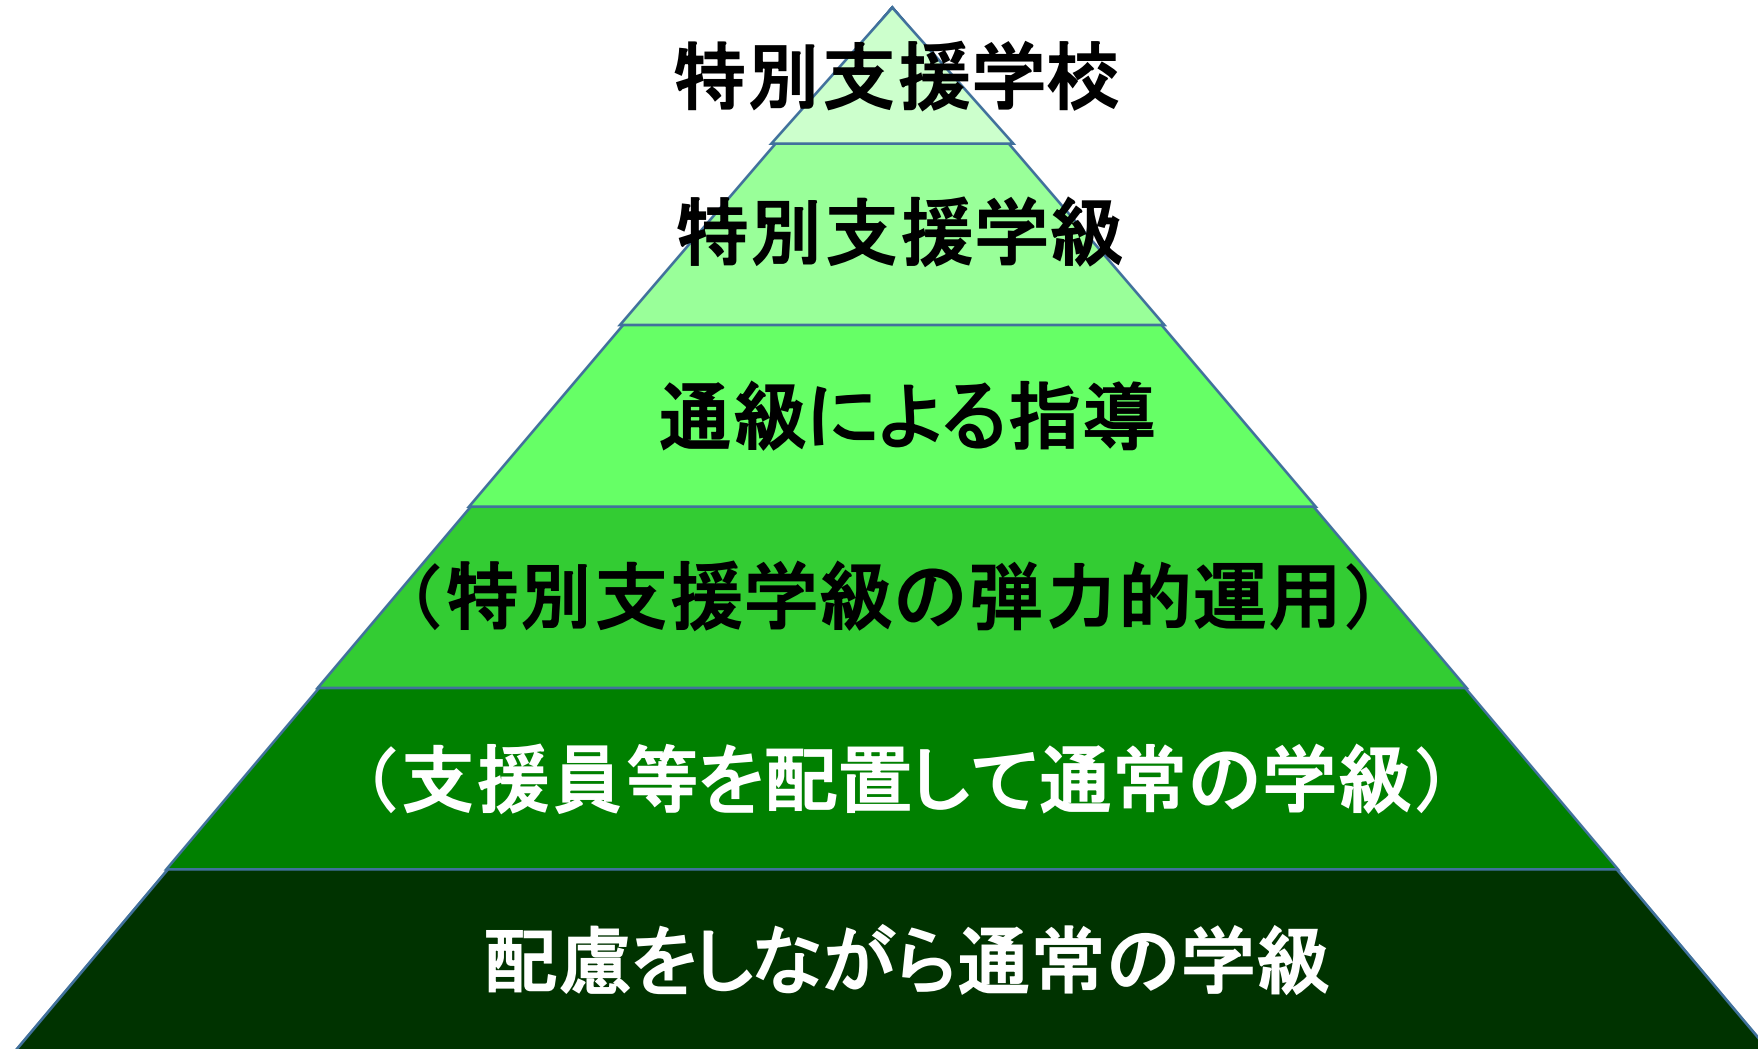 特別支援学校
特別支援学級
通級による指導
（特別支援学級の弾力的運用）
（支援員等を配置して通常の学級）
配慮をしながら通常の学級